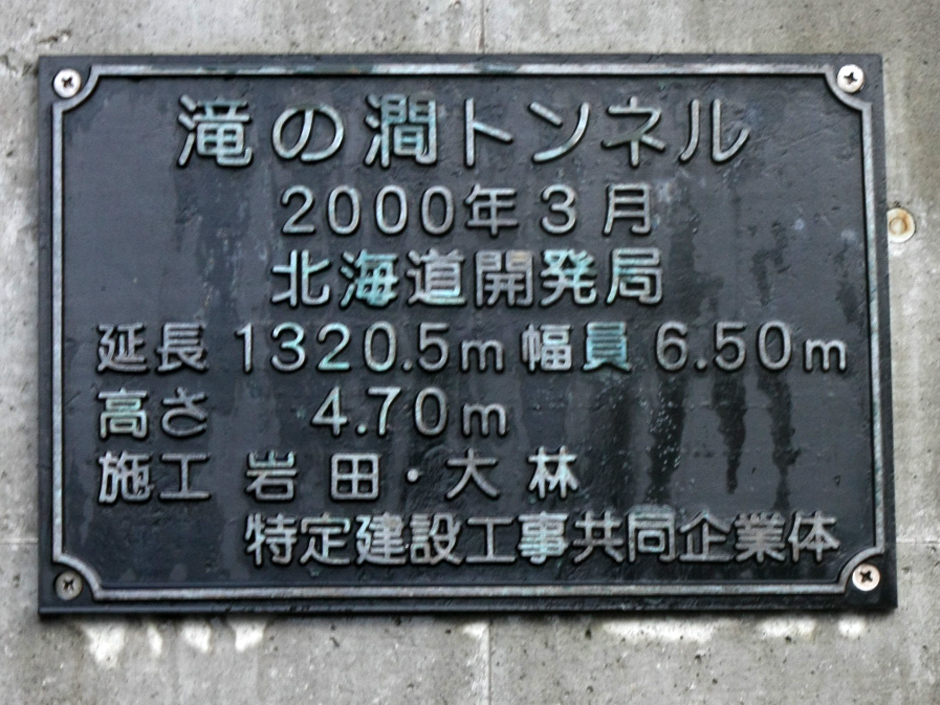 滝の澗トンネル
2000年3月
北海道開発局
延長 1320.5m 幅員 6.50m
高さ 4.70m
施工 岩田・大林
特定建設工事共同企業体